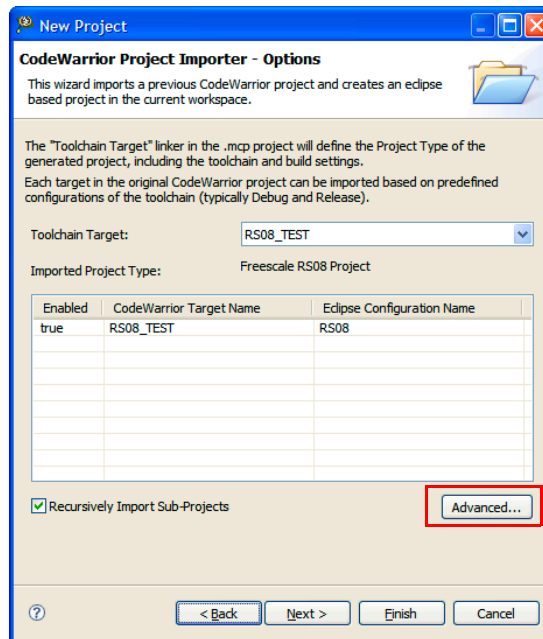 New Project
CodeWarrior Project Importer - Options
This wizard imports a previous CodeWarrior project and creates an eclipse
based project in the current workspace.
The "Toolchain Target" linker in the .mcp project will define the Project Type of the
generated project, including the toolchain and build settings.
Each target in the original CodeWarrior project can be imported based on predefined
configurations of the toolchain (typically Debug and Release).
Toolchain Target: RS08_TEST
Imported Project Type: Freescale RS08 Project
Enabled CodeWarrior Target Name Eclipse Configuration Name
true RS08_TEST RS08
Recursively Import Sub-Projects Advanced...
? < Back Next > Finish Cancel